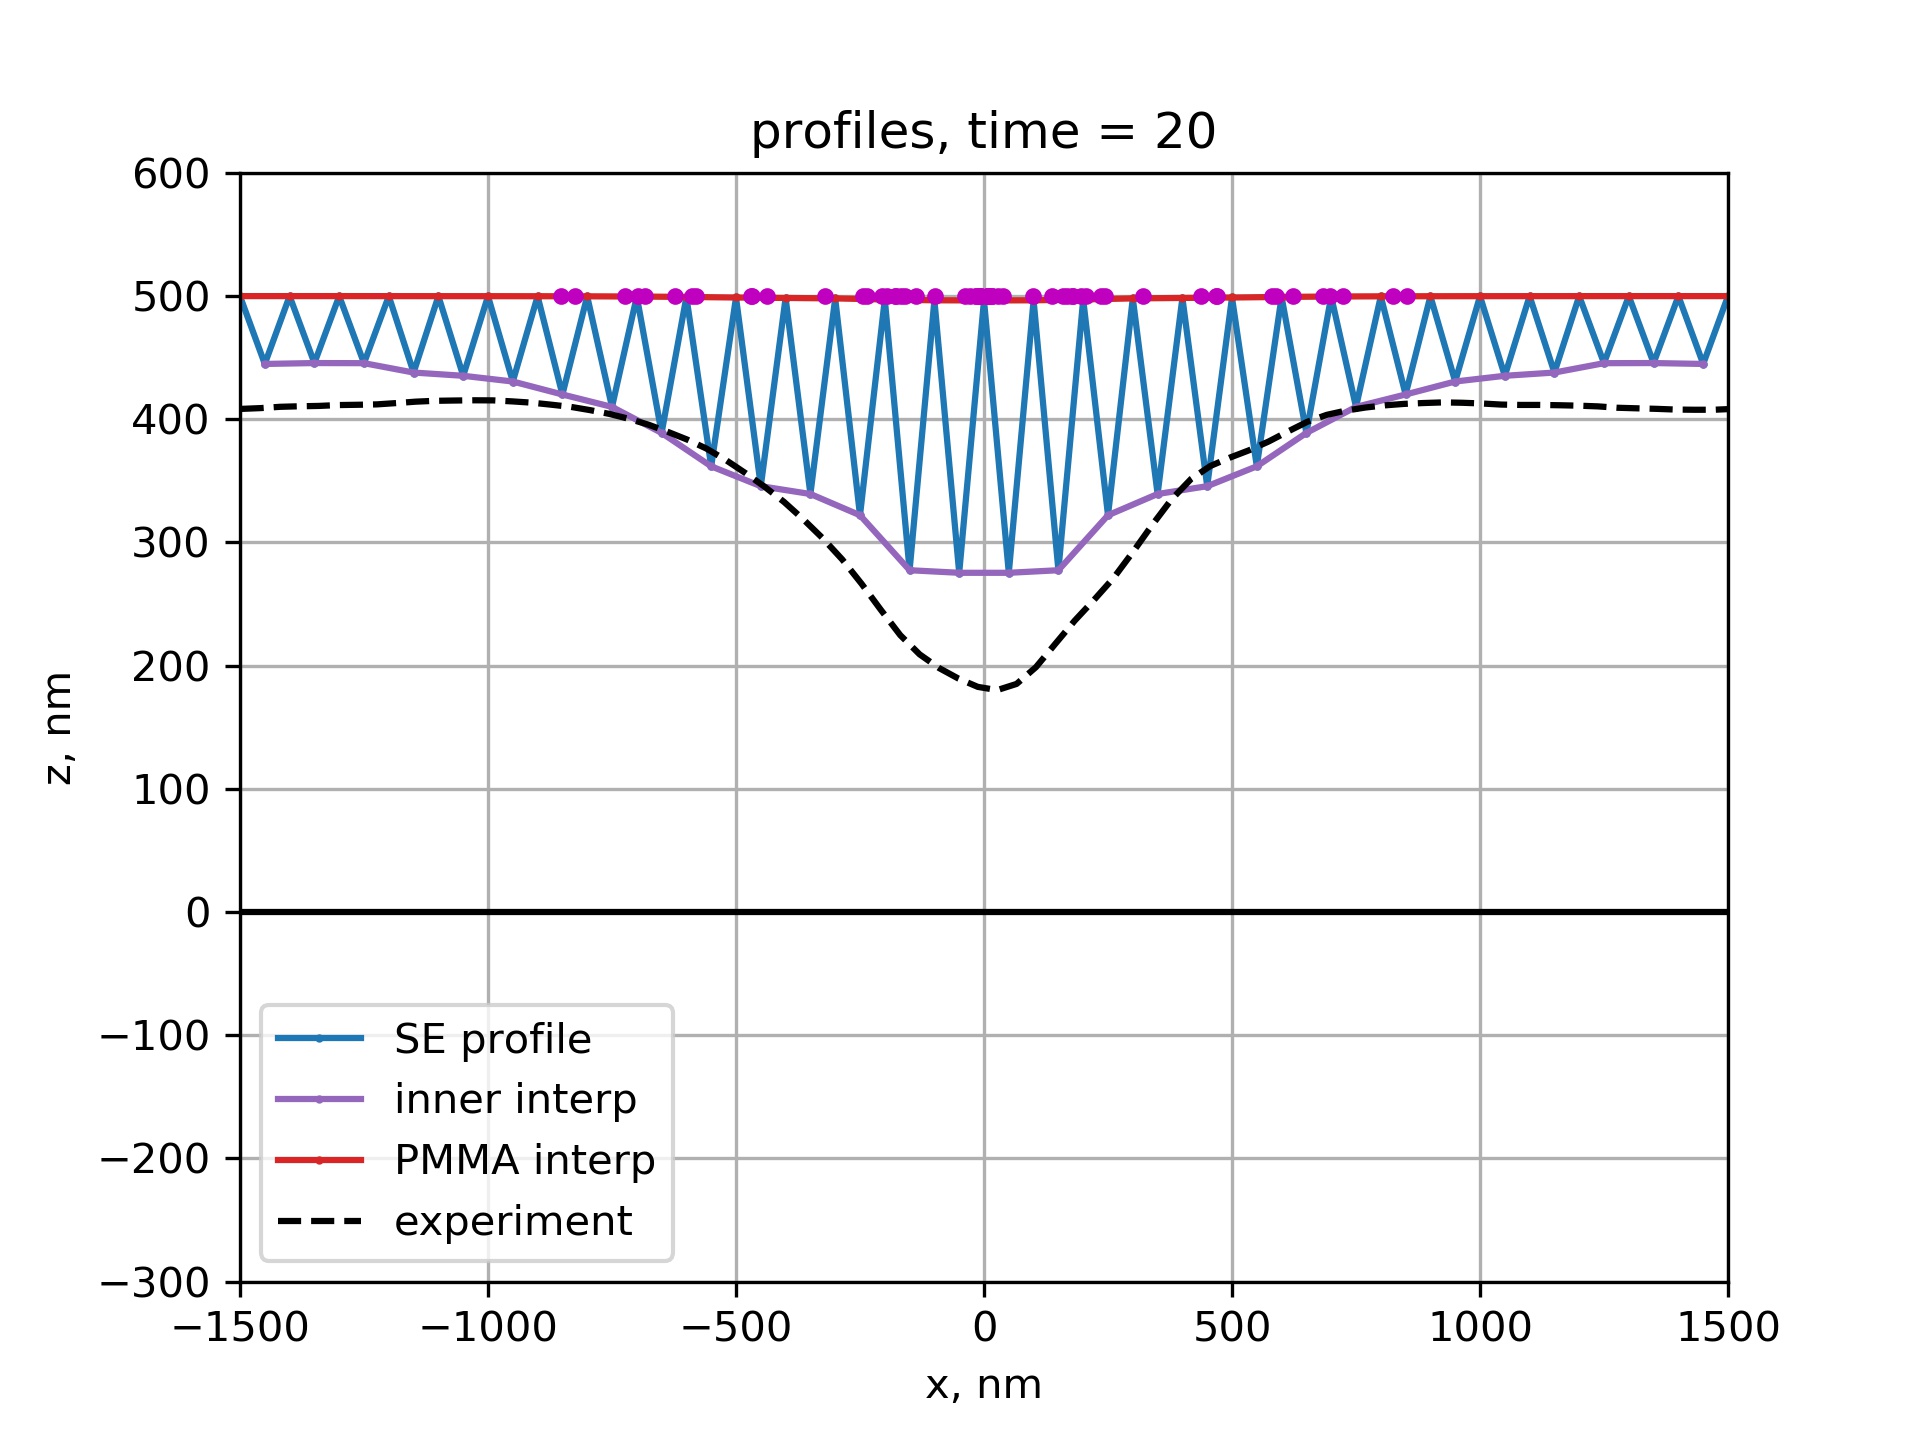 profiles, time = 20
600
500
400
300
200
100
0
−100
−200
−300
z, nm
SE profile
inner interp
PMMA interp
experiment
−1500 −1000 −500 0 500 1000 1500
x, nm